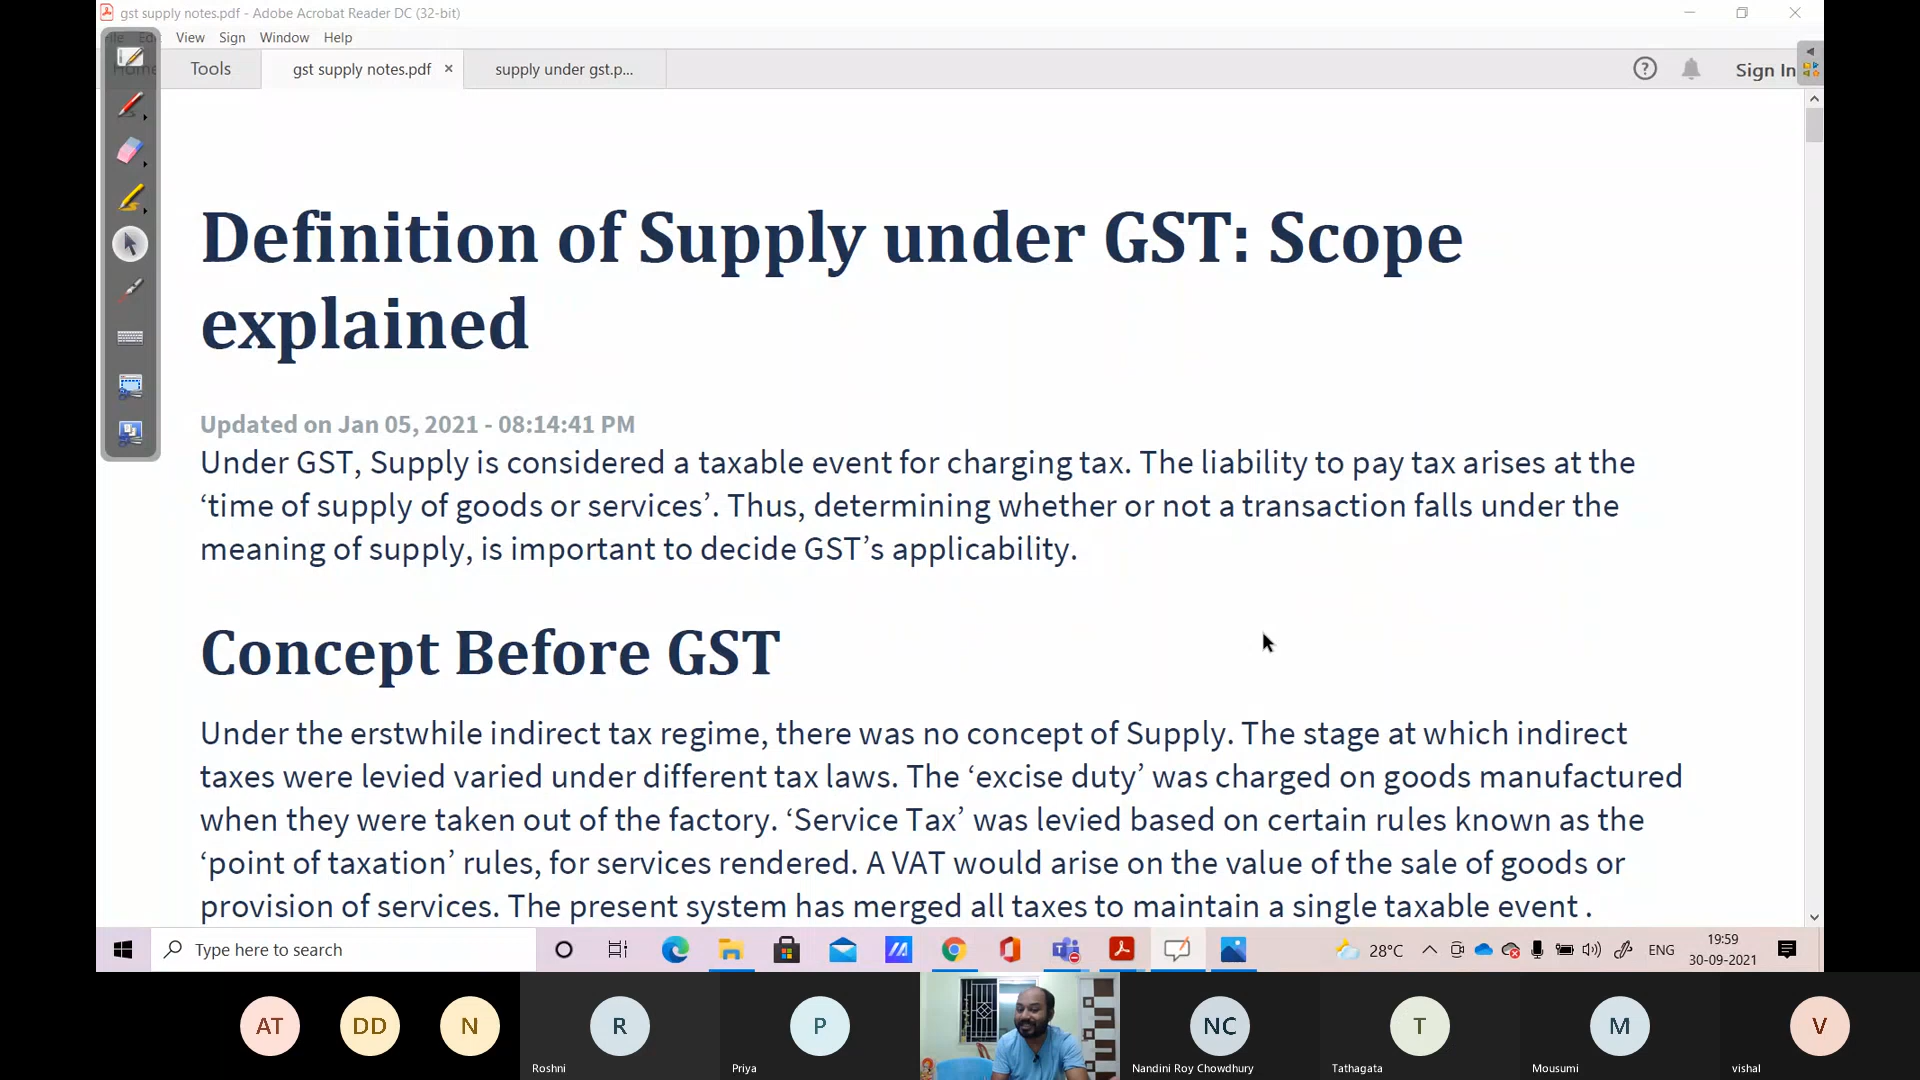 gst supply notes.pdf - Adobe Acrobat Reader DC (32-bit)
View Sign Window Help
Home Tools gst supply notes.pdf × supply under gst.p... Sign In
Definition of Supply under GST: Scope
explained
Updated on Jan 05, 2021 - 08:14:41 PM
Under GST, Supply is considered a taxable event for charging tax. The liability to pay tax arises at the
‘time of supply of goods or services’. Thus, determining whether or not a transaction falls under the
meaning of supply, is important to decide GST’s applicability.
Concept Before GST
Under the erstwhile indirect tax regime, there was no concept of Supply. The stage at which indirect
taxes were levied varied under different tax laws. The ‘excise duty’ was charged on goods manufactured
when they were taken out of the factory. ‘Service Tax’ was levied based on certain rules known as the
‘point of taxation’ rules, for services rendered. A VAT would arise on the value of the sale of goods or
provision of services. The present system has merged all taxes to maintain a single taxable event .
Type here to search 28°C ENG 19:59
30-09-2021
AT DD N R P NC T M V
Roshni Priya Nandini Roy Chowdhury Tathagata Mousumi vishal